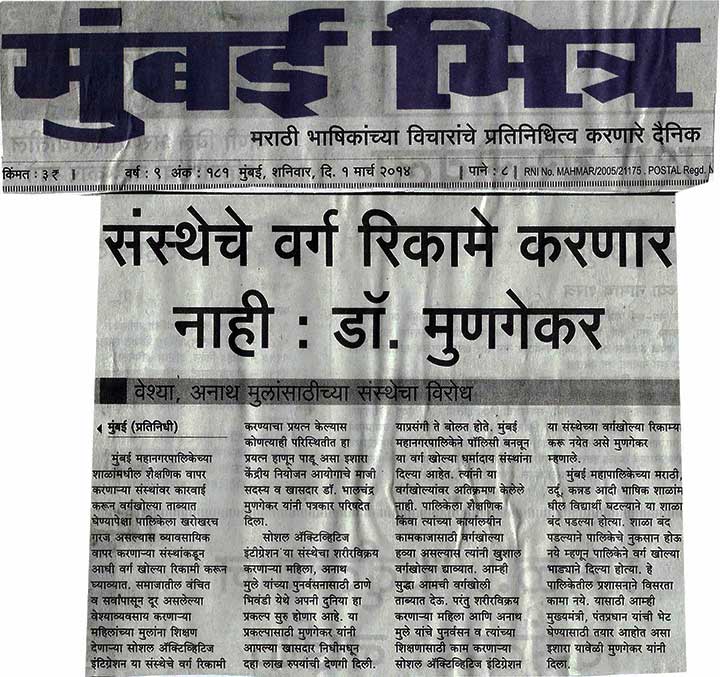 मुंबई मित्र
मराठी भाषिकांच्या विचारांचे प्रतिनिधित्व करणारे दैनिक
किंमत : ३₹ | वर्ष : ९ अंक : १८१ मुंबई, शनिवार, दि. १ मार्च २०१४ | पाने : ८ | RNI No. MAHMAR/2005/21175 . POSTAL Regd.
संस्थेचे वर्ग रिकामे करणार
नाही : डॉ. मुणगेकर
वेश्या, अनाथ मुलांसाठीच्या संस्थेचा विरोध
मुंबई (प्रतिनिधी)
मुंबई महानगरपालिकेच्या
शाळांमधील शैक्षणिक वापर
करणाऱ्या संस्थांवर कारवाई
करून वर्गखोल्या ताब्यात
घेण्यापेक्षा पालिकेला खरोखरच
गरज असल्यास व्यावसायिक
वापर करणाऱ्या संस्थांकडून
आधी वर्ग खोल्या रिकामी करून
घ्याव्यात. समाजातील वंचित
व सर्वांपासून दूर असलेल्या
वेश्याव्यवसाय करणाऱ्या
महिलांच्या मुलांना शिक्षण
देणाऱ्या सोशल अ‍ॅक्टिव्हिटिज
इंटिग्रेशन या संस्थेचे वर्ग रिकामी
करण्याचा प्रयत्न केल्यास
कोणत्याही परिस्थितीत हा
प्रयत्न हाणून पाडू असा इशारा
केंद्रीय नियोजन आयोगाचे माजी
सदस्य व खासदार डॉ. भालचंद्र
मुणगेकर यांनी पत्रकार परिषदेत
दिला.
सोशल अ‍ॅक्टिव्हिटिज
इंटिग्रेशन या संस्थेचा शरीरविक्रय
करणाऱ्या महिला, अनाथ
मुले यांच्या पुनर्वसनासाठी ठाणे
भिवंडी येथे अपनी दुनिया हा
प्रकल्प सुरु होणार आहे. या
प्रकल्पासाठी मुणगेकर यांनी
आपल्या खासदार निधीमधून
दहा लाख रुपयांची देणगी दिली.
याप्रसंगी ते बोलत होते. मुंबई
महानगरपालिकेने पॉलिसी बनवून
या वर्ग खोल्या धर्मादाय संस्थांना
दिल्या आहेत. त्यांनी या
वर्गखोल्यांवर अतिक्रमण केलेले
नाही. पालिकेला शैक्षणिक
किंवा त्यांच्या कार्यालयीन
कामकाजासाठी वर्गखोल्या
हव्या असल्यास त्यांनी खुशाल
वर्गखोल्या घ्याव्यात. आम्ही
सुद्धा आमची वर्गखोली
ताब्यात देऊ. परंतु शरीरविक्रय
करणाऱ्या महिला आणि अनाथ
मुले यांचे पुनर्वसन व त्यांच्या
शिक्षणासाठी काम करणाऱ्या
सोशल अ‍ॅक्टिव्हिटिज इंटिग्रेशन
या संस्थेच्या वर्गखोल्या रिकाम्या
करू नयेत असे मुणगेकर
म्हणाले.
मुंबई महापालिकेच्या मराठी,
उर्दू, कन्नड आदी भाषिक शाळांम
धील विद्यार्थी घटल्याने या शाळा
बंद पडल्या होत्या. शाळा बंद
पडल्याने पालिकेचे नुकसान होऊ
नये म्हणून पालिकेने वर्ग खोल्या
भाड्याने दिल्या होत्या. हे
पालिकेतील प्रशासनाने विसरता
कामा नये. यासाठी आम्ही
मुख्यमंत्री, पंतप्रधान यांची भेट
घेण्यासाठी तयार आहोत असा
इशारा यावेळी मुणगेकर यांनी
दिला.